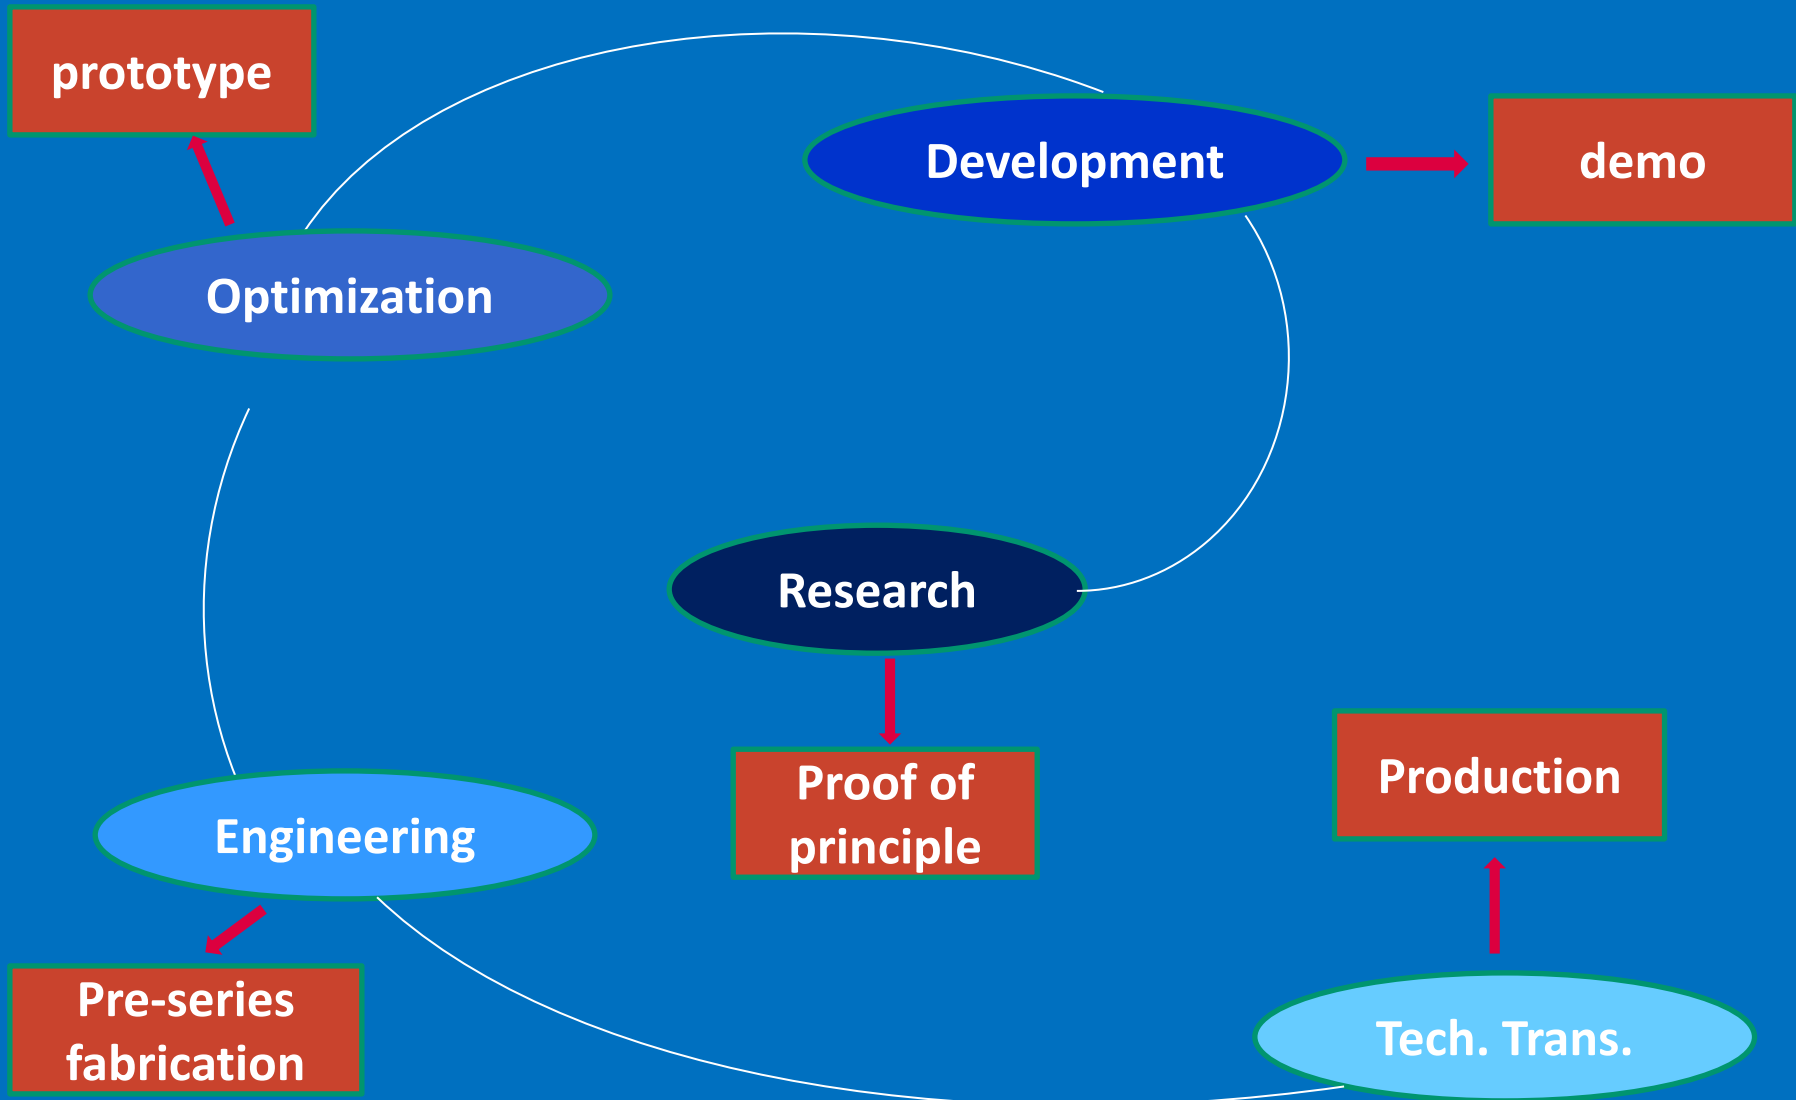 prototype
Development
demo
Optimization
Research
Proof of
principle
Production
Engineering
Pre-series
fabrication
Tech. Trans.